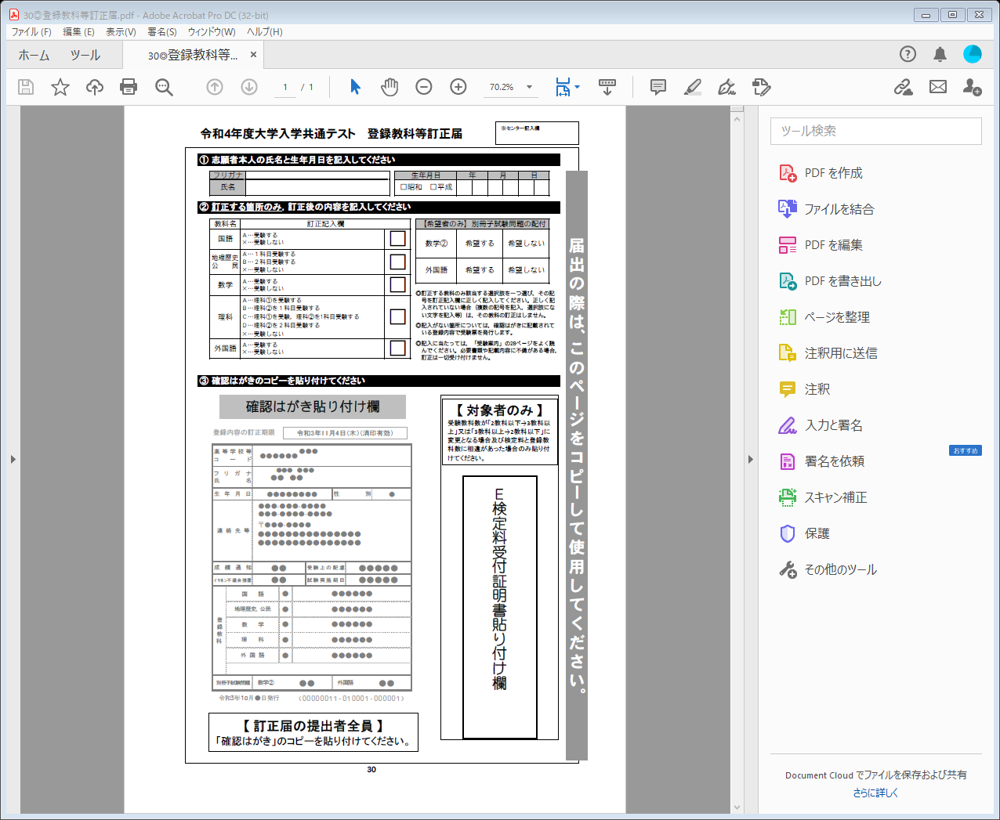 30◎登録教科等訂正届.pdf - Adobe Acrobat Pro DC (32-bit)
ファイル (F) 編集 (E) 表示(V) 署名(S) ウィンドウ(W) ヘルプ(H)
ホーム ツール 30◎登録教科等... ×
1 / 1 70.2%
令和4年度大学入学共通テスト 登録教科等訂正届
※センター記入欄
① 志願者本人の氏名と生年月日を記入してください
フリガナ
氏名
生年月日 年 月 日
□昭和 □平成
② 訂正する箇所のみ，訂正後の内容を記入してください
教科名 訂正記入欄
国語
A…受験する
×…受験しない
地理歴史
公民
A…1科目受験する
B…2科目受験する
×…受験しない
数学
A…受験する
×…受験しない
理科
A…理科①を受験する
B…理科②を1科目受験する
C…理科①を受験，理科②を1科目受験する
D…理科②を2科目受験する
×…受験しない
外国語
A…受験する
×…受験しない
【希望者のみ】別冊子試験問題の配付
数学② 希望する 希望しない
外国語 希望する 希望しない
◎訂正する教科のみ該当する選択肢を一つ選び，その記
号を訂正記入欄に正しく記入してください。正しく記
入されていない場合（複数の記号を記入，選択肢にな
い文字を記入等）は，その教科の訂正はしません。
◎記入がない箇所については，確認はがきに記載されて
いる登録内容で受験票を発行します。
◎記入に当たっては，「受験案内」の28ページをよく読
んでください。必要書類や記載内容に不備がある場合，
訂正は一切受け付けません。
③ 確認はがきのコピーを貼り付けてください
確認はがき貼り付け欄
登録内容の訂正期限 令和3年11月4日(木)(消印有効)
高等学校等
コード
●●●●●● ●●●
フリガナ
氏名
●●● ●●●
●● ●●
生年月日 ●●●●●●●● 性別 ●
連絡先等
●●●-●●●-●●●●
●●●-●●●●-●●●●
〒●●●-●●●●
●●●●●●●●●●●●●●●
●●●●●●●●●●●●●●●
成績通知 ●● 受験上の配慮 ●●●●●
イヤホン不適合措置 ●● 試験実施期日 ●●●●●
登録教科
国語 ● ●●●●●●
地理歴史，公民 ● ●●●●●●
数学 ● ●●●●●●
理科 ● ●●●●●●
外国語 ● ●●●●●●
別冊子試験問題 数学② ●● 外国語 ●●
令和3年10月●日発行 (00000011-010001-000001)
【 訂正届の提出者全員 】
「確認はがき」のコピーを貼り付けてください。
【 対象者のみ 】
受験教科数が「2教科以下→3教科以
上」又は「3教科以上→2教科以下」に
変更となる場合及び検定料と登録教
科数に相違があった場合のみ貼り付
けてください。
E検定料受付証明書貼り付け欄
届出の際は、このページをコピーして使用してください。
30
ツール検索
PDF を作成
ファイルを結合
PDF を編集
PDF を書き出し
ページを整理
注釈用に送信
注釈
入力と署名
おすすめ
署名を依頼
スキャン補正
保護
その他のツール
Document Cloud でファイルを保存および共有
さらに詳しく